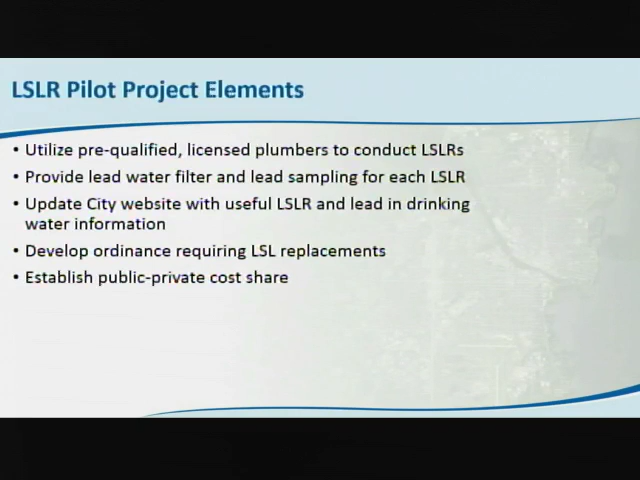 LSLR Pilot Project Elements
• Utilize pre-qualified, licensed plumbers to conduct LSLRs
• Provide lead water filter and lead sampling for each LSLR
• Update City website with useful LSLR and lead in drinking
water information
• Develop ordinance requiring LSL replacements
• Establish public-private cost share